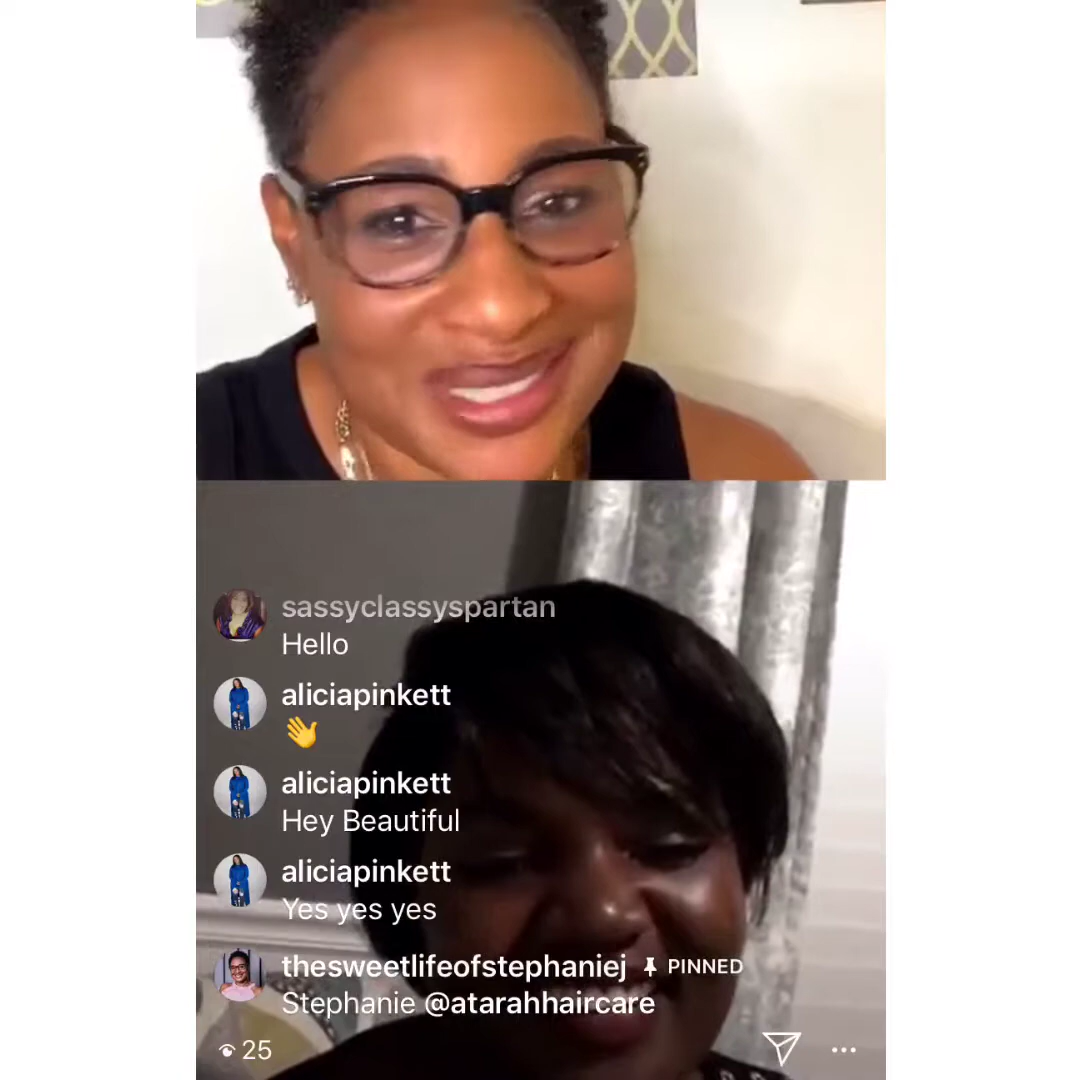 sassyclassyspartan
Hello
aliciapinkett
👋
aliciapinkett
Hey Beautiful
aliciapinkett
Yes yes yes
thesweetlifeofstephaniej PINNED
Stephanie @atarahhaircare
25